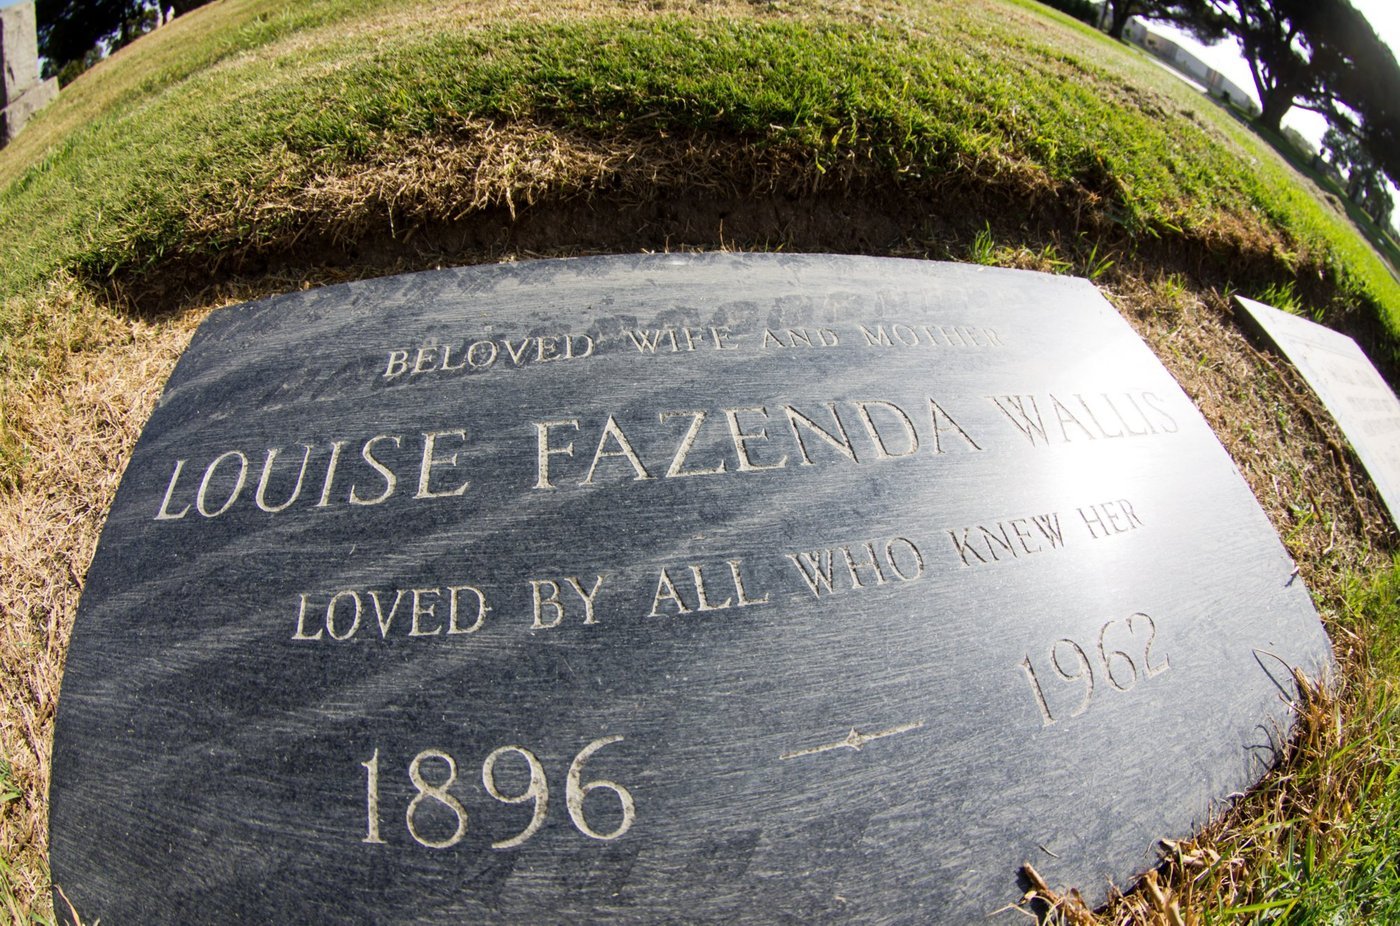 BELOVED WIFE AND MOTHER
LOUISE FAZENDA WALLIS
LOVED BY ALL WHO KNEW HER
1896 — 1962